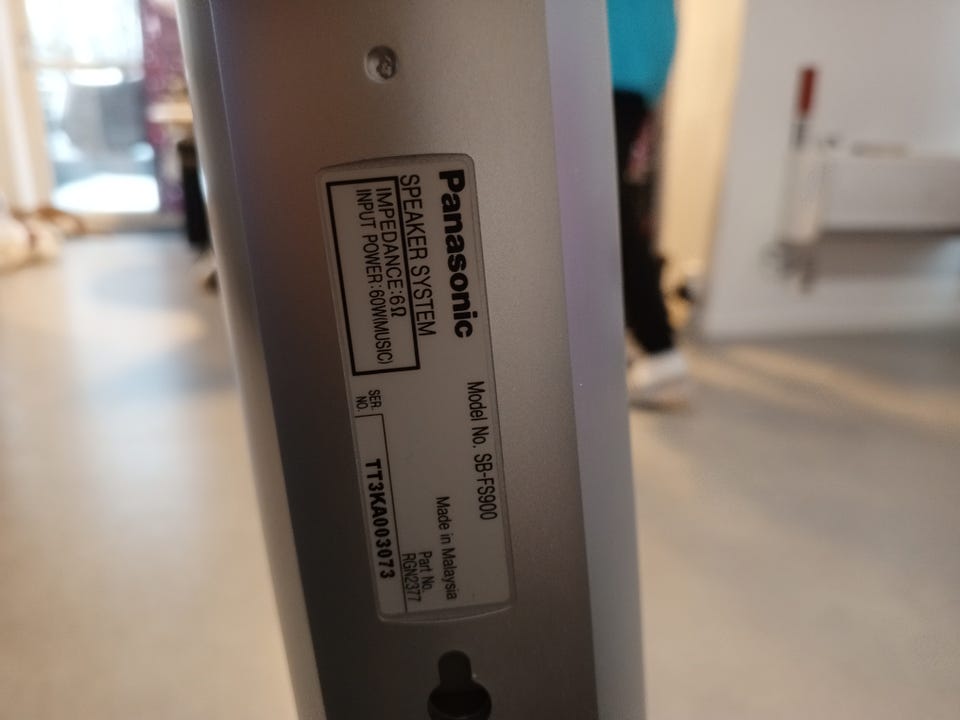 Panasonic
SPEAKER SYSTEM
IMPEDANCE:6Ω
INPUT POWER:60W(MUSIC)
Model No. SB-FS900
Made in Malaysia
SER.
NO.
TT3KA003073
Part No.
RGN2377